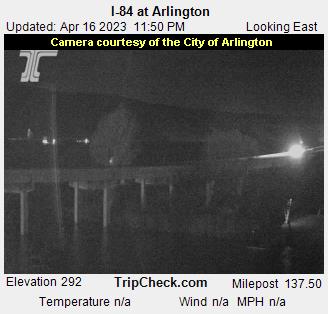 I-84 at Arlington
Updated: Apr 16 2023 11:50 PM Looking East
Camera courtesy of the City of Arlington
Elevation 292 TripCheck.com Milepost 137.50
Temperature n/a Wind n/a MPH n/a